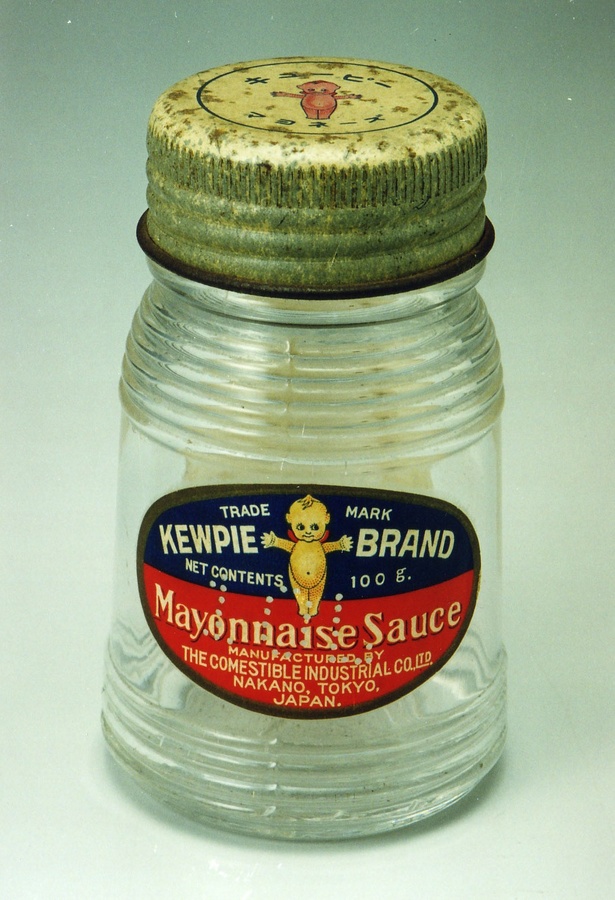 キユーピー
マヨネーズ
TRADE MARK
KEWPIE BRAND
NET CONTENTS 100 g.
Mayonnaise Sauce
MANUFACTURED BY
THE COMESTIBLE INDUSTRIAL CO.,LTD.
NAKANO, TOKYO,
JAPAN.